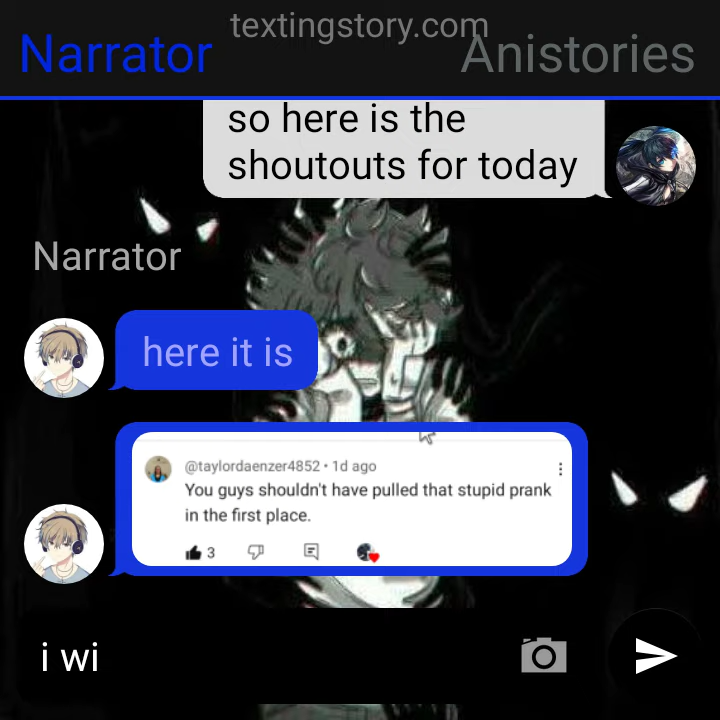 textingstory.com
Narrator
Anistories
so here is the
shoutouts for today
Narrator
here it is
@taylordaenzer4852 • 1d ago
You guys shouldn't have pulled that stupid prank
in the first place.
3
i wi